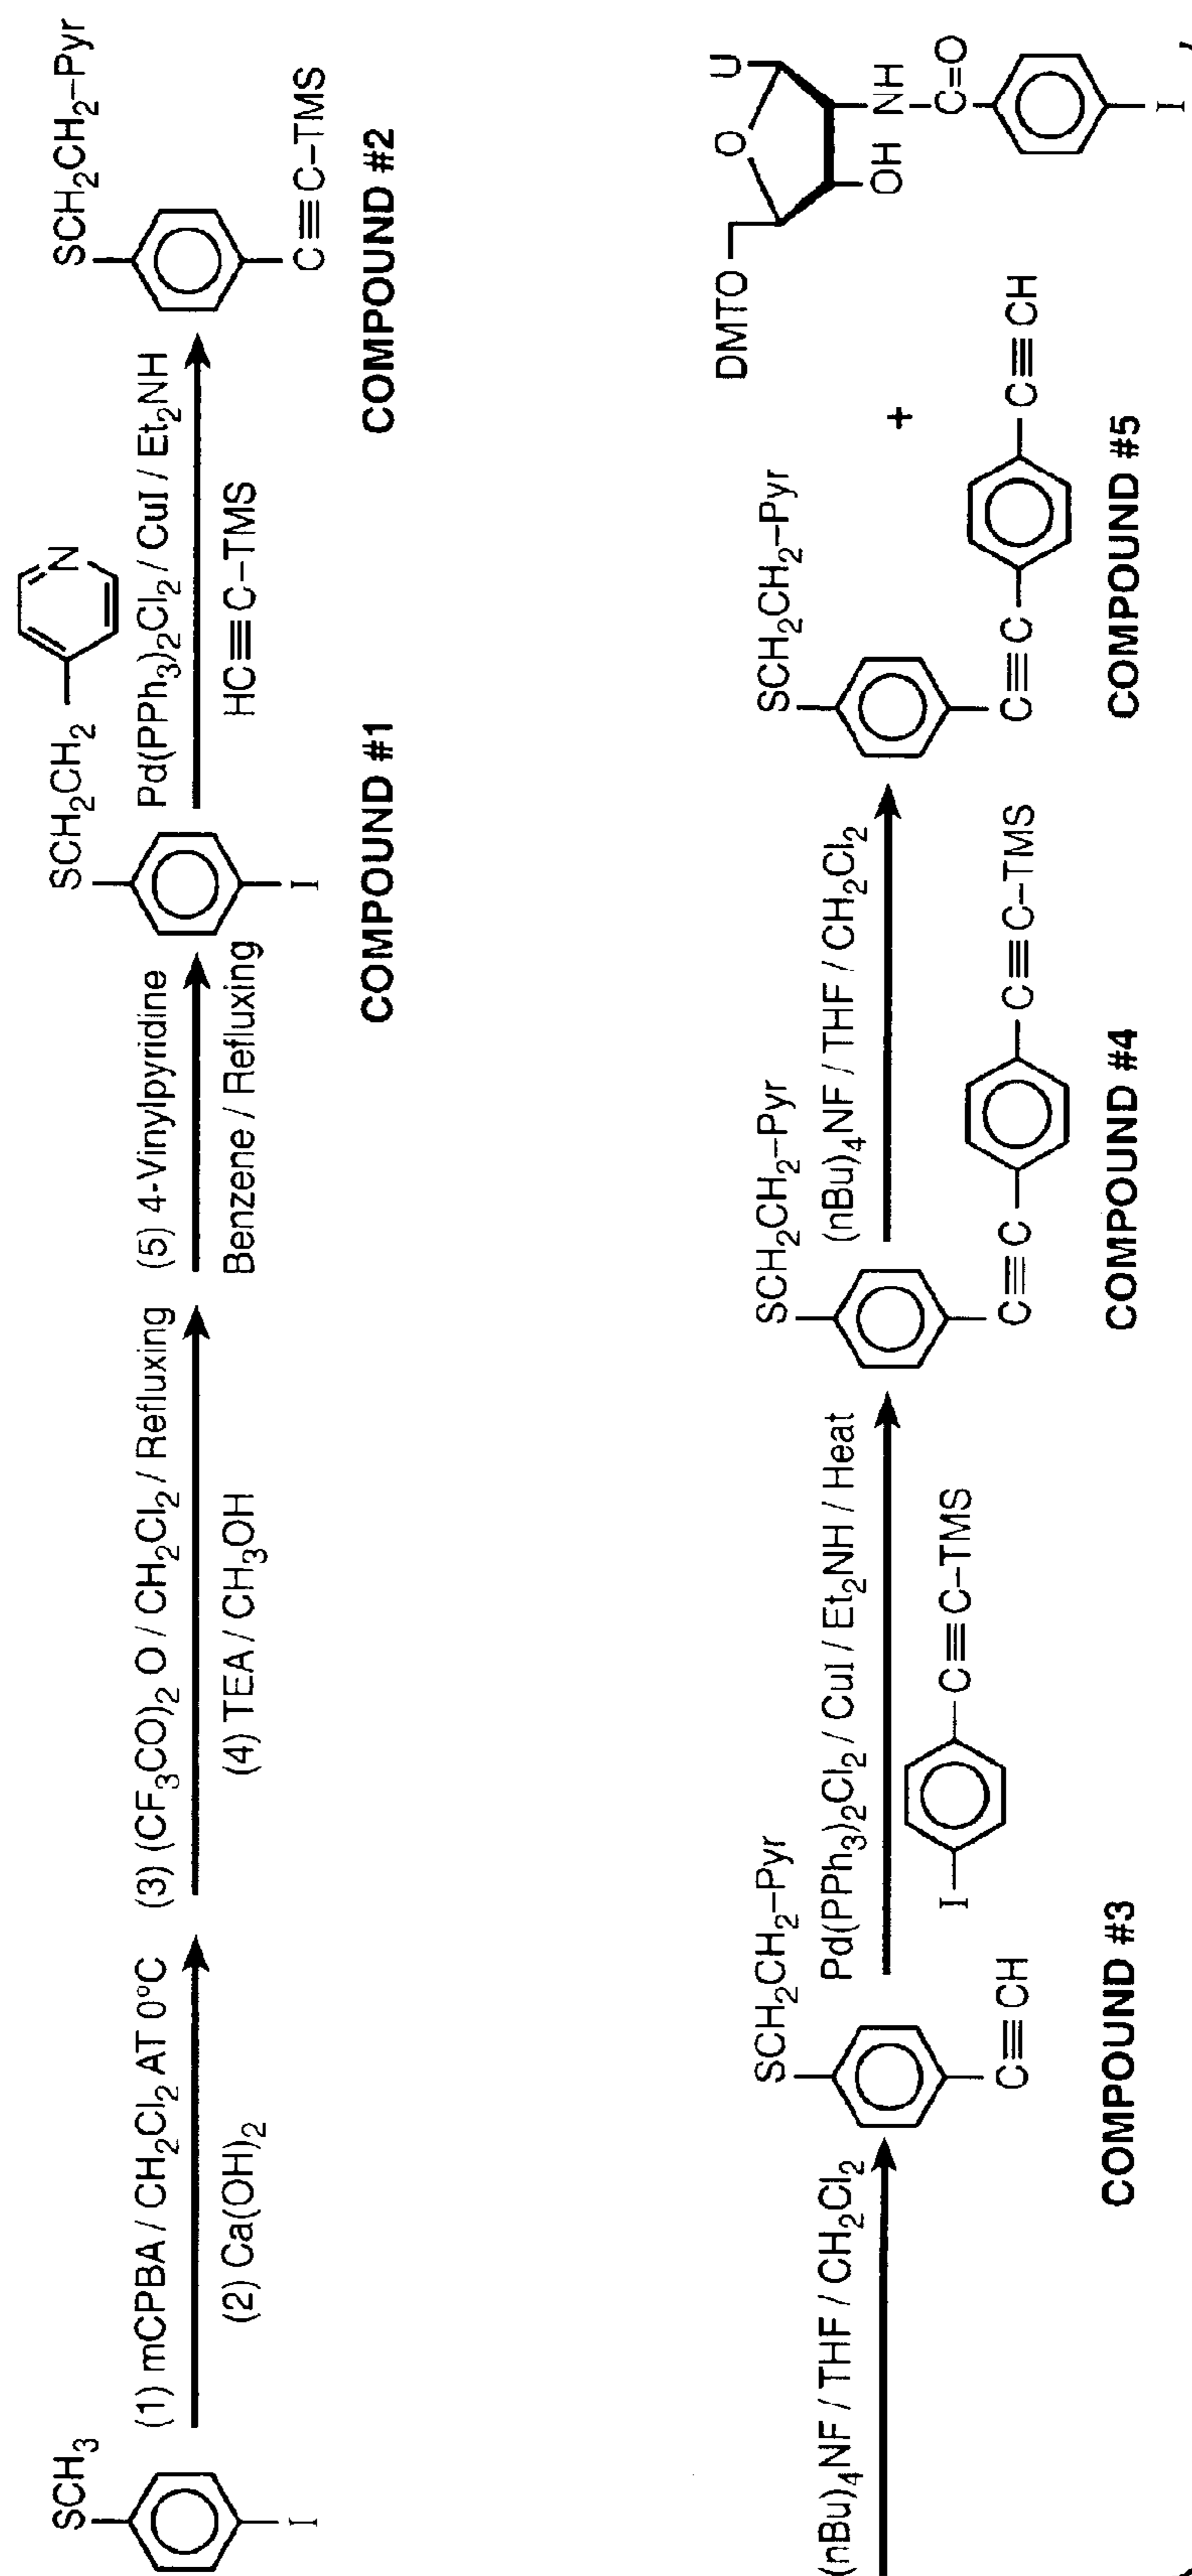 SCH3
I
(1) mCPBA / CH2Cl2 AT 0°C
(2) Ca(OH)2
(3) (CF3CO)2 O / CH2Cl2 / Refluxing
(4) TEA / CH3OH
(5) 4-Vinylpyridine
Benzene / Refluxing
SCH2CH2
N
I
COMPOUND #1
Pd(PPh3)2Cl2 / CuI / Et2NH
HC≡C–TMS
SCH2CH2–Pyr
C≡C–TMS
COMPOUND #2
(nBu)4NF / THF / CH2Cl2
SCH2CH2–Pyr
C≡CH
COMPOUND #3
Pd(PPh3)2Cl2 / CuI / Et2NH / Heat
I C≡C–TMS
SCH2CH2–Pyr
C≡C C≡C–TMS
COMPOUND #4
(nBu)4NF / THF / CH2Cl2
SCH2CH2–Pyr
C≡C C≡CH
COMPOUND #5
+
DMTO
O
U
OH
NH
C=O
I
,